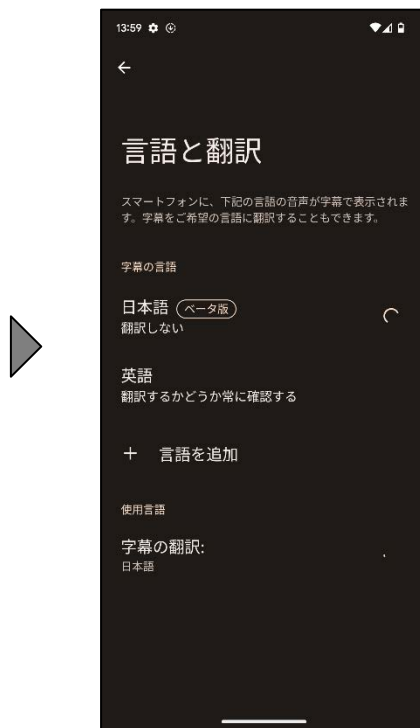 13:59
言語と翻訳
スマートフォンに、下記の言語の音声が字幕で表示されま
す。字幕をご希望の言語に翻訳することもできます。
字幕の言語
日本語 ベータ版
翻訳しない
英語
翻訳するかどうか常に確認する
+ 言語を追加
使用言語
字幕の翻訳:
日本語